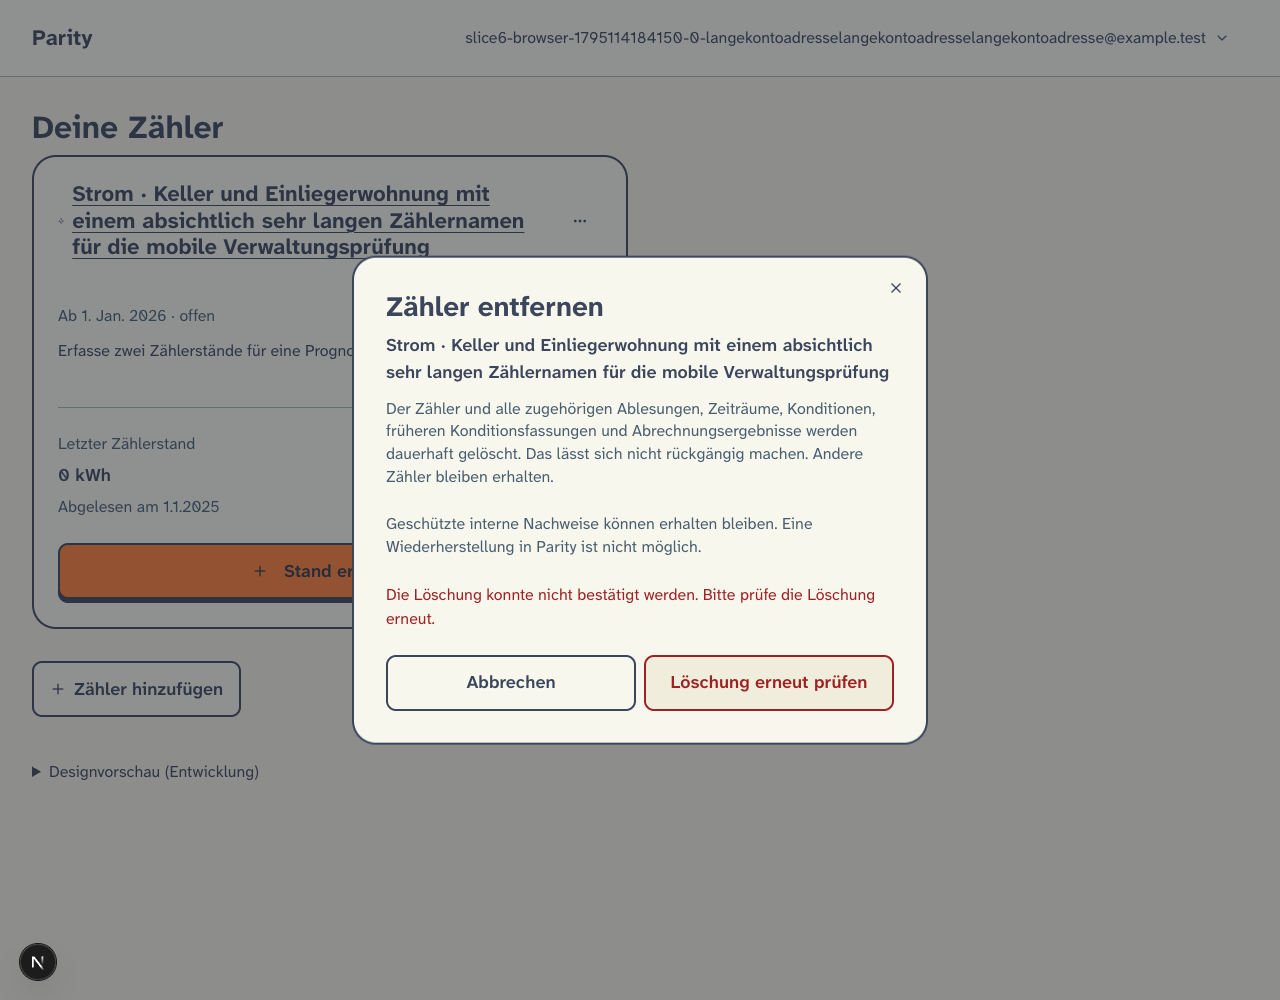 Parity
slice6-browser-1795114184150-0-langekontoadresselangekontoadresselangekontoadresse@example.test
Deine Zähler
Strom · Keller und Einliegerwohnung mit
einem absichtlich sehr langen Zählernamen
für die mobile Verwaltungsprüfung
Ab 1. Jan. 2026 · offen
Erfasse zwei Zählerstände für eine
Letzter Zählerstand
0 kWh
Abgelesen am 1.1.2025
+ Stand
+ Zähler hinzufügen
Designvorschau (Entwicklung)
Zähler entfernen
Strom · Keller und Einliegerwohnung mit einem absichtlich
sehr langen Zählernamen für die mobile Verwaltungsprüfung
Der Zähler und alle zugehörigen Ablesungen, Zeiträume, Konditionen,
früheren Konditionsfassungen und Abrechnungsergebnisse werden
dauerhaft gelöscht. Das lässt sich nicht rückgängig machen. Andere
Zähler bleiben erhalten.
Geschützte interne Nachweise können erhalten bleiben. Eine
Wiederherstellung in Parity ist nicht möglich.
Die Löschung konnte nicht bestätigt werden. Bitte prüfe die Löschung
erneut.
Abbrechen
Löschung erneut prüfen
N